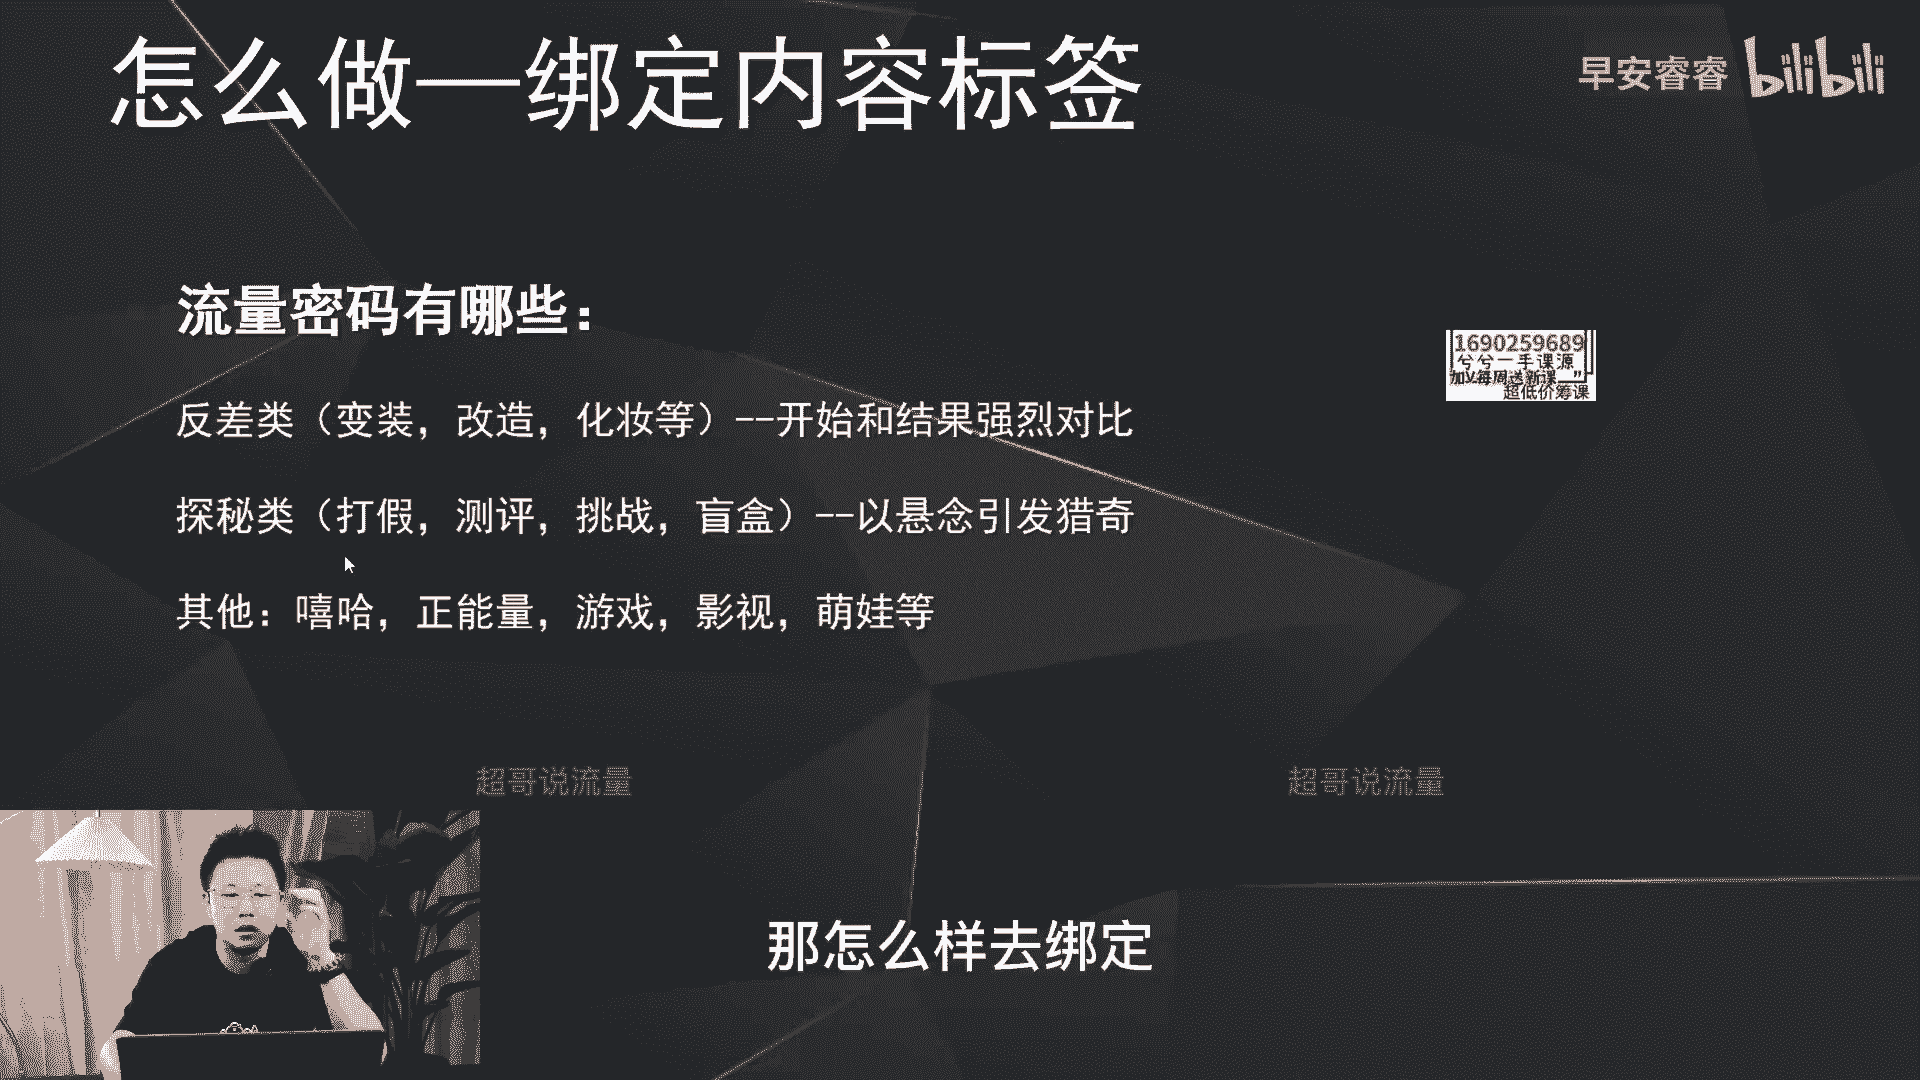 怎么做—绑定内容标签
早安睿睿 bilibili
流量密码有哪些：
1690259689
兮兮一手课源
加V每周送新课
超低价筹课
反差类（变装，改造，化妆等）--开始和结果强烈对比
探秘类（打假，测评，挑战，盲盒）--以悬念引发猎奇
其他：嘻哈，正能量，游戏，影视，萌娃等
超哥说流量
超哥说流量
那怎么样去绑定